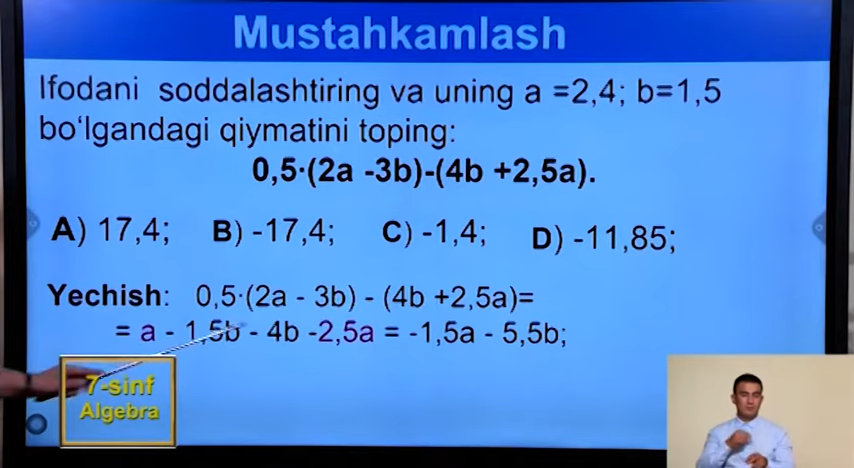 Mustahkamlash
Ifodani soddalashtiring va uning a =2,4; b=1,5
bo‘lgandagi qiymatini toping:
0,5·(2a -3b)-(4b +2,5a).
A) 17,4; B) -17,4; C) -1,4; D) -11,85;
Yechish: 0,5·(2a - 3b) - (4b +2,5a)=
= a - 1,5b - 4b -2,5a = -1,5a - 5,5b;
7-sinf
Algebra